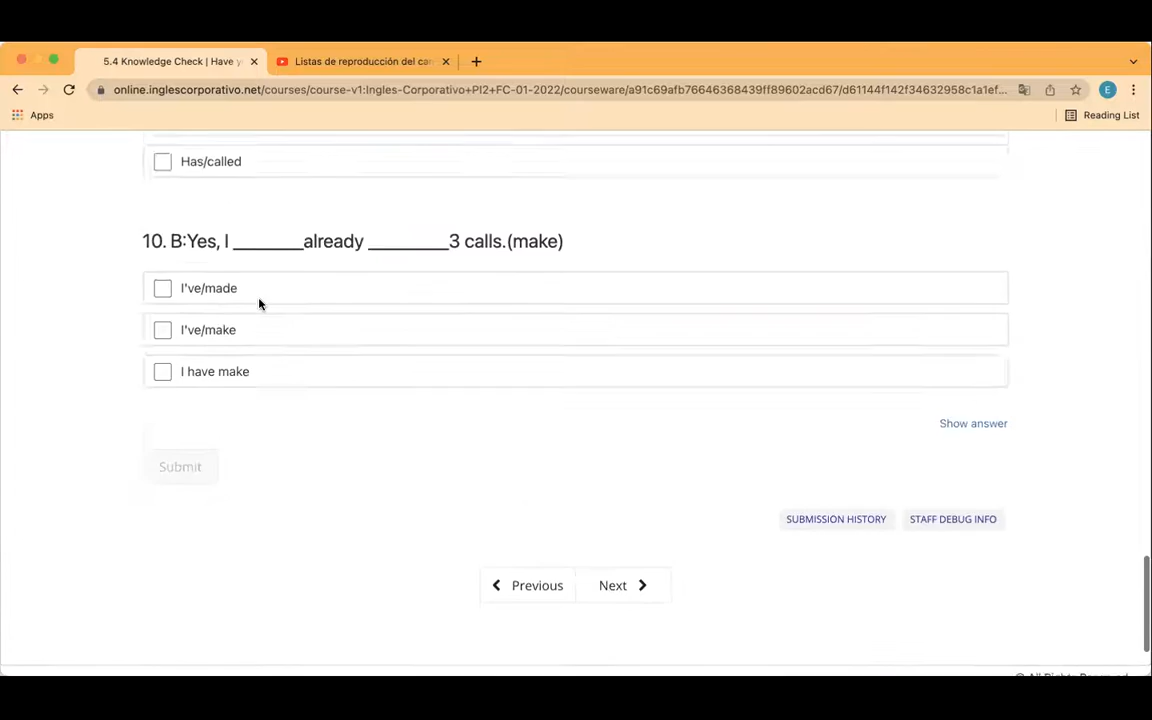 5.4 Knowledge Check | Have y
Listas de reproducción del ca
online.inglescorporativo.net/courses/course-v1:Ingles-Corporativo+PI2+FC-01-2022/courseware/a91c69afb76646368439ff89602acd67/d61144f142f34632958c1a1ef...
E
Apps
Reading List
Has/called
10. B:Yes, I ________already _________3 calls.(make)
I've/made
I've/make
I have make
Show answer
Submit
SUBMISSION HISTORY
STAFF DEBUG INFO
Previous
Next